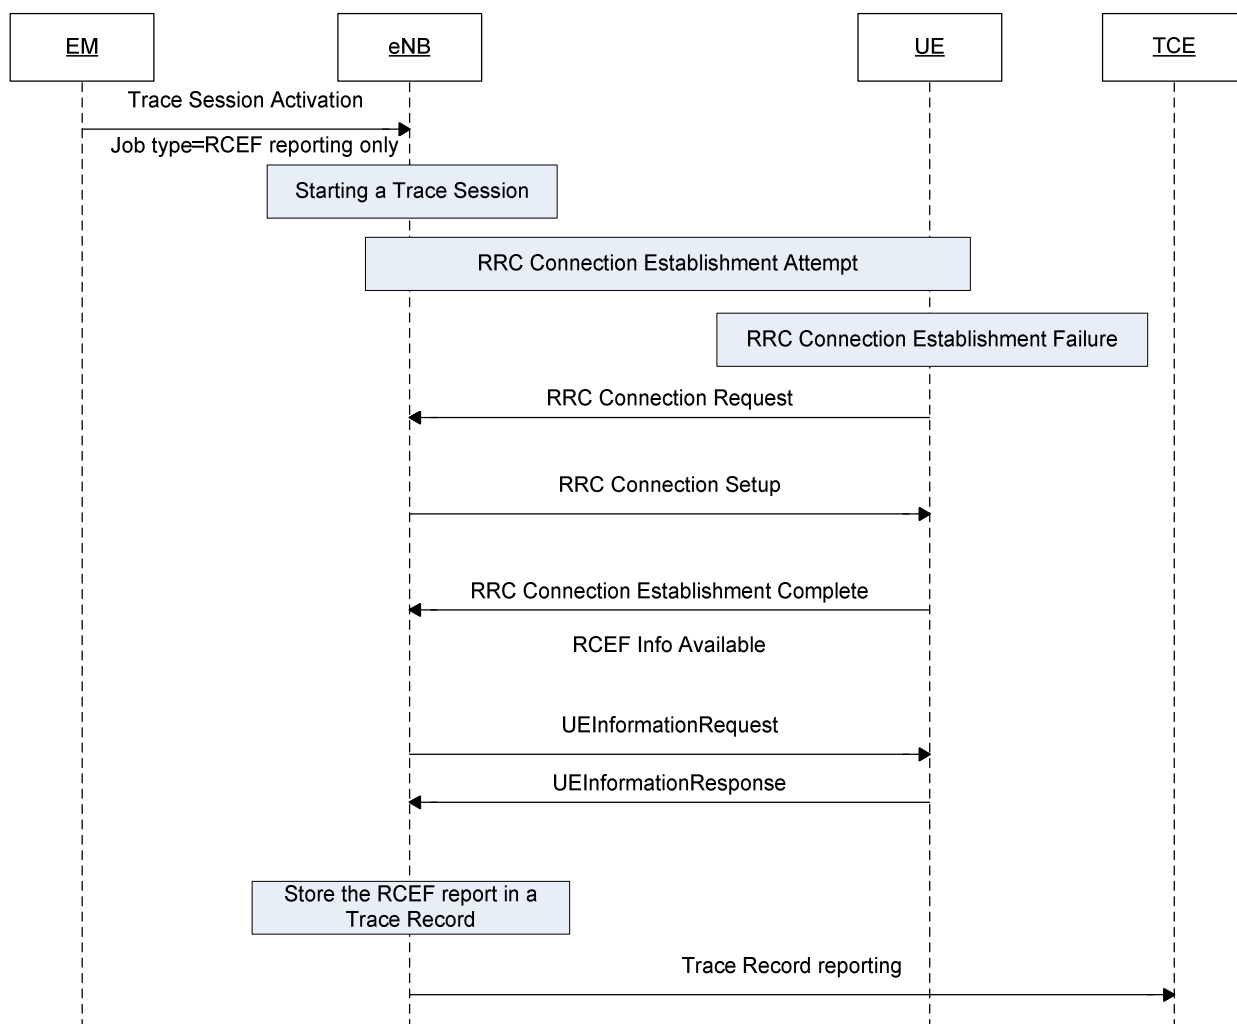 EM
eNB
UE
TCE
Trace Session Activation
Job type=RCEF reporting only
Starting a Trace Session
RRC Connection Establishment Attempt
RRC Connection Establishment Failure
RRC Connection Request
RRC Connection Setup
RRC Connection Establishment Complete
RCEF Info Available
UEInformationRequest
UEInformationResponse
Store the RCEF report in a
Trace Record
Trace Record reporting